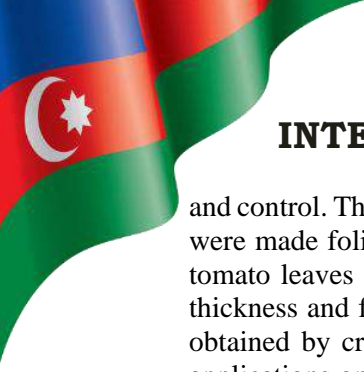 INTE
and control. Th
were made foli
tomato leaves
thickness and f
obtained by cr